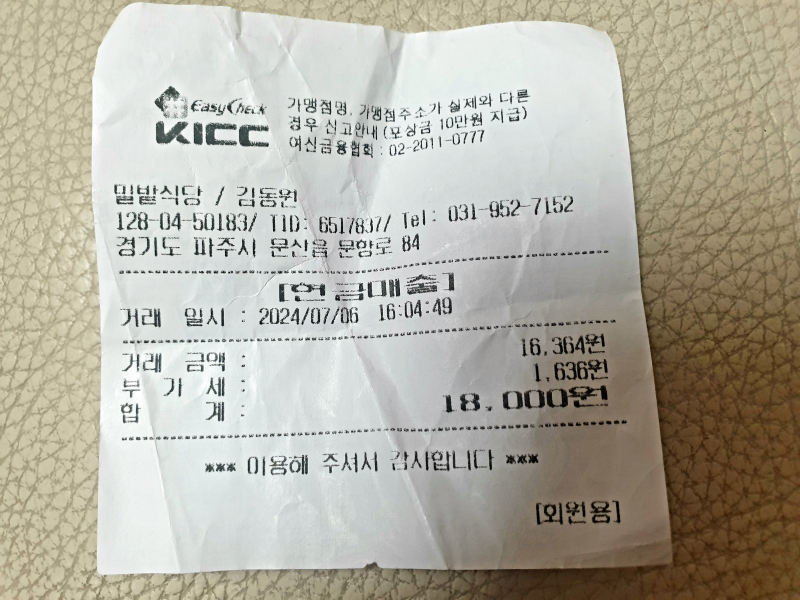 EasyCheck
KICC
가맹점명, 가맹점주소가 실제와 다른
경우 신고안내 (포상금 10만원 지급)
여신금융협회 : 02-2011-0777
밀밭식당 / 김동원
128-04-50183/ TID: 6517837/ Tel: 031-952-7152
경기도 파주시 문산읍 문향로 84
[현금매출]
거래 일시 : 2024/07/06 16:04:49
거래 금액 : 16,364원
부 가 세 : 1,636원
합 계 : 18,000원
*** 이용해 주셔서 감사합니다 ***
[회원용]